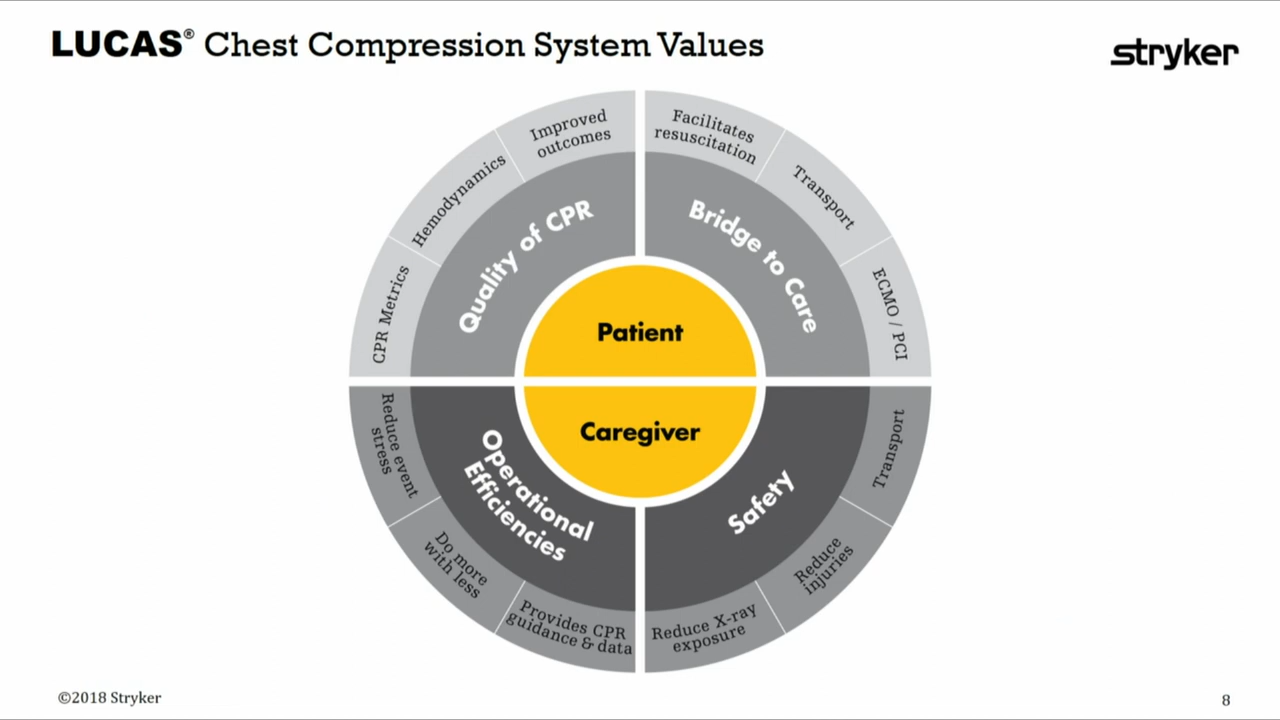 LUCAS® Chest Compression System Values
stryker
Improved
outcomes
Facilitates
resuscitation
Hemodynamics
Transport
CPR Metrics
ECMO / PCI
Quality of CPR
Bridge to Care
Patient
Caregiver
Operational
Efficiencies
Safety
Reduce event
stress
Transport
Do more
with less
Reduce
injuries
Provides CPR
guidance & data
Reduce X-ray
exposure
©2018 Stryker
8